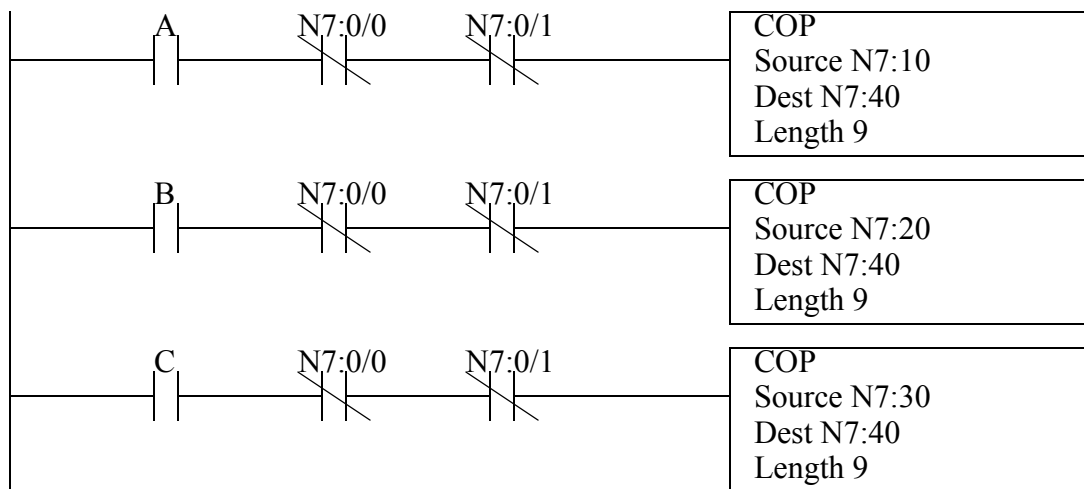 A N7:0/0 N7:0/1 COP
Source N7:10
Dest N7:40
Length 9
B N7:0/0 N7:0/1 COP
Source N7:20
Dest N7:40
Length 9
C N7:0/0 N7:0/1 COP
Source N7:30
Dest N7:40
Length 9